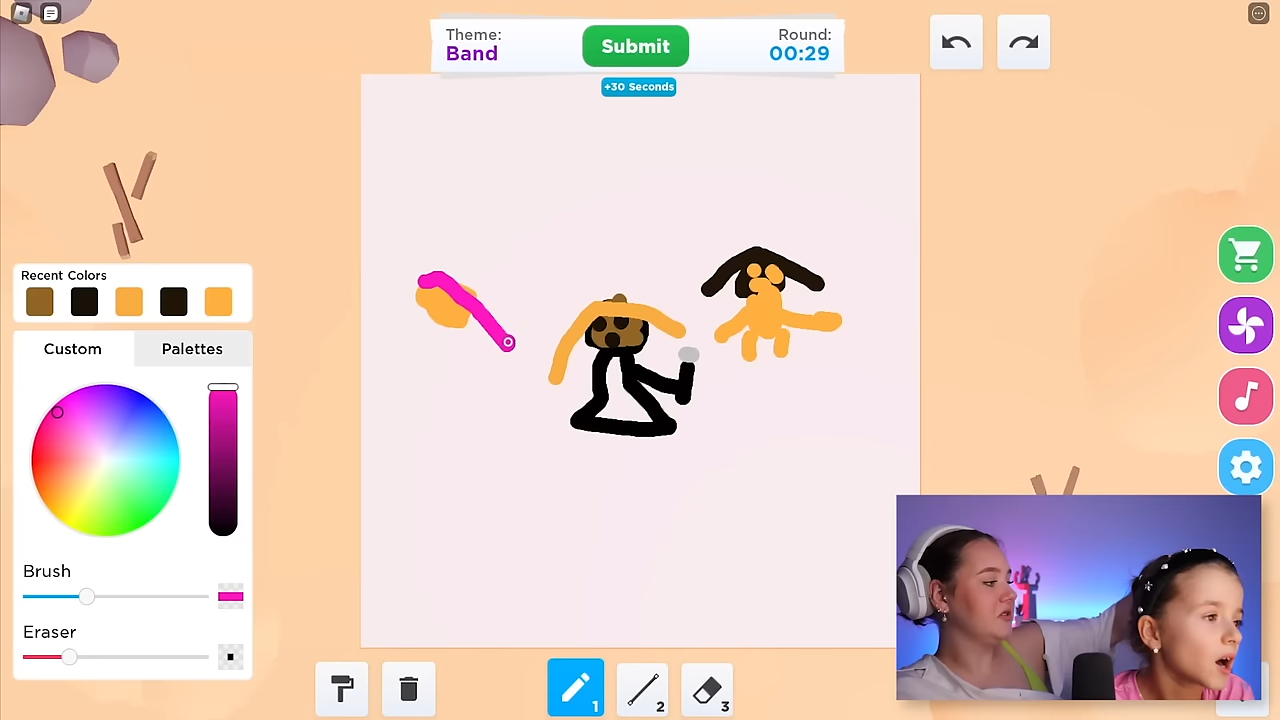 Theme:
Band
Submit
Round:
00:29
+30 Seconds
Recent Colors
Custom
Palettes
Brush
Eraser
1
2
3